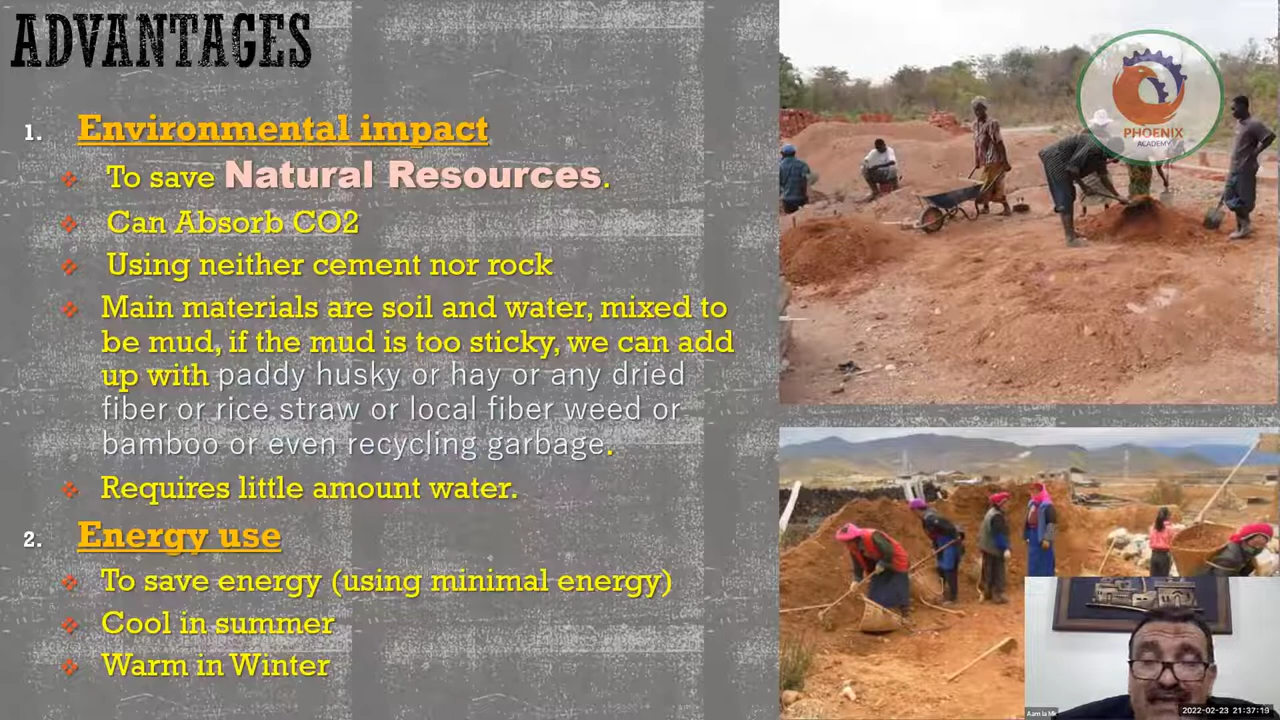 ADVANTAGES
1. Environmental impact
To save Natural Resources.
Can Absorb CO2
Using neither cement nor rock
Main materials are soil and water, mixed to
be mud, if the mud is too sticky, we can add
up with paddy husky or hay or any dried
fiber or rice straw or local fiber weed or
bamboo or even recycling garbage.
Requires little amount water.
2. Energy use
To save energy (using minimal energy)
Cool in summer
Warm in Winter
PHOENIX
ACADEMY
2022-02-23 21:37:19